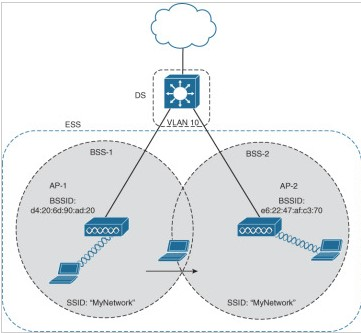 DS
VLAN 10
ESS
BSS-1
BSS-2
AP-1
BSSID:
d4:20:6d:90:ad:20
AP-2
BSSID:
e6:22:47:af:c3:70
SSID: "MyNetwork"
SSID: "MyNetwork"